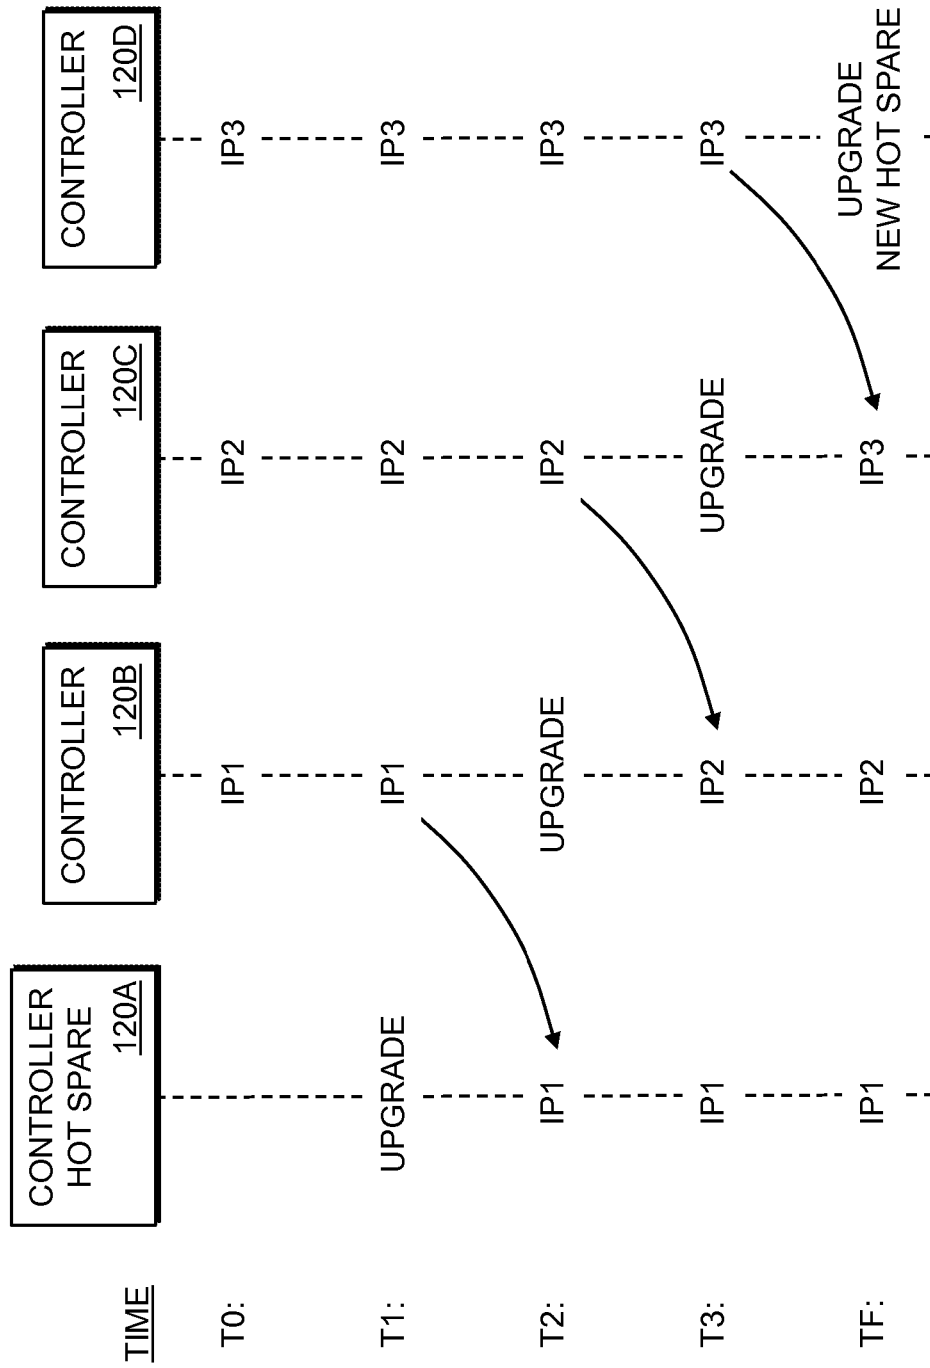 CONTROLLER
HOT SPARE
120A
CONTROLLER
120B
CONTROLLER
120C
CONTROLLER
120D
TIME
T0:
IP1
IP2
IP3
T1:
UPGRADE
IP1
IP2
IP3
T2:
IP1
UPGRADE
IP2
IP3
T3:
IP1
IP2
UPGRADE
IP3
TF:
IP1
IP2
IP3
UPGRADE
NEW HOT SPARE